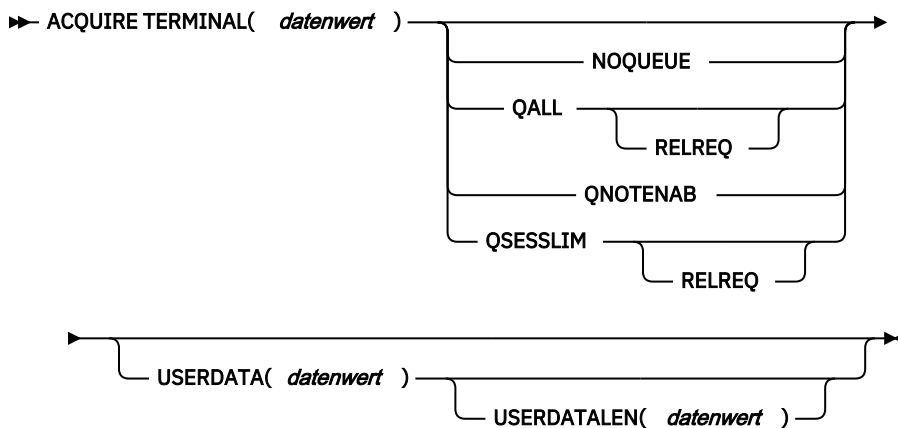 ACQUIRE TERMINAL( datenwert )
NOQUEUE
QALL
RELREQ
QNOTENAB
QSESSLIM
RELREQ
USERDATA( datenwert )
USERDATALEN( datenwert )